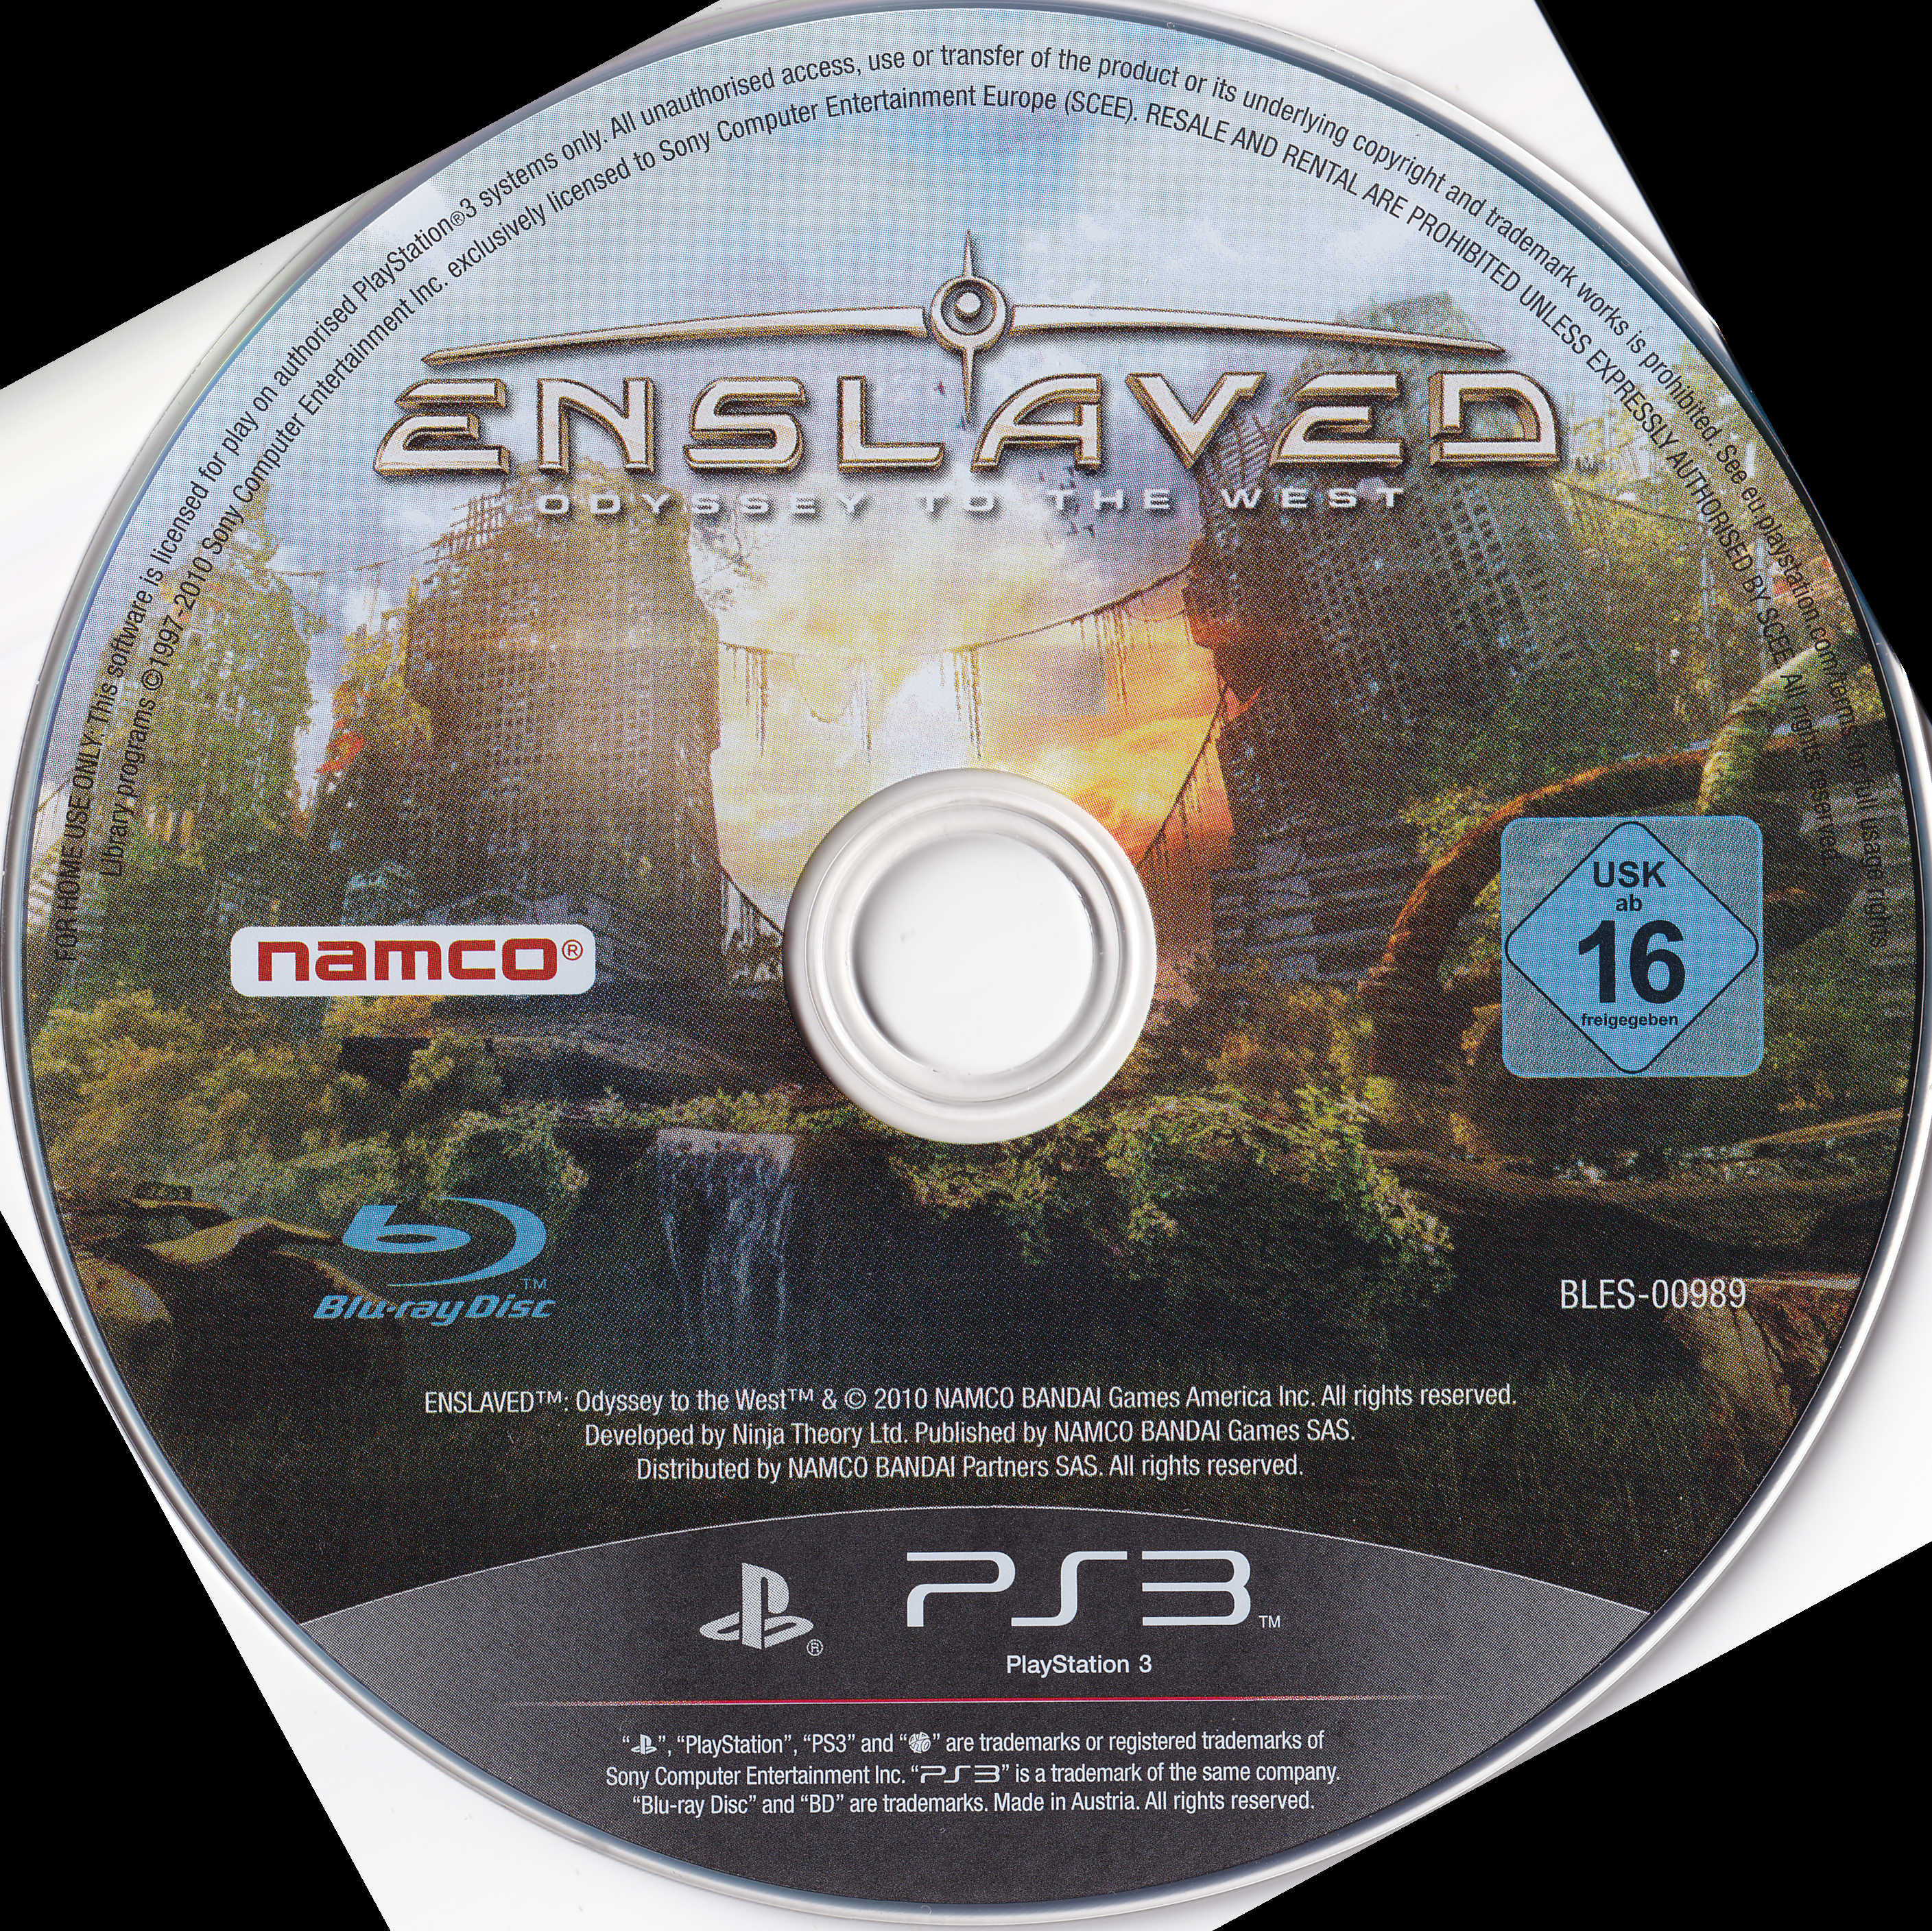 FOR HOME USE ONLY. This software is licensed for play on authorised PlayStation®3 systems only. All unauthorised access, use or transfer of the product or its underlying copyright and trademark works is prohibited. See eu.playstation.com/terms for full usage rights
Library programs ©1997-2010 Sony Computer Entertainment Inc. exclusively licensed to Sony Computer Entertainment Europe (SCEE). RESALE AND RENTAL ARE PROHIBITED UNLESS EXPRESSLY AUTHORISED BY SCEE. All rights reserved.
ENSLAVED™
ODYSSEY TO THE WEST
namco®
USK
ab
16
freigegeben
Blu-ray Disc™
BLES-00989
ENSLAVED™: Odyssey to the West™ & © 2010 NAMCO BANDAI Games America Inc. All rights reserved.
Developed by Ninja Theory Ltd. Published by NAMCO BANDAI Games SAS.
Distributed by NAMCO BANDAI Partners SAS. All rights reserved.
® PS3™
PlayStation 3
“ ”, “PlayStation”, “PS3” and “ ” are trademarks or registered trademarks of
Sony Computer Entertainment Inc. “PS3” is a trademark of the same company.
“Blu-ray Disc” and “BD” are trademarks. Made in Austria. All rights reserved.